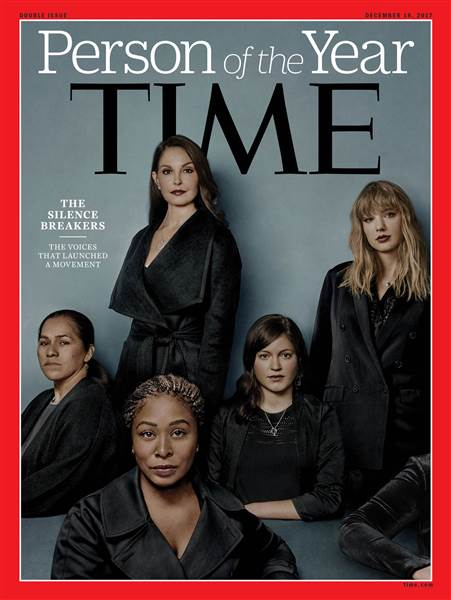 DOUBLE ISSUE
DECEMBER 18, 2017
Person of the Year
TIME
THE
SILENCE
BREAKERS
THE VOICES
THAT LAUNCHED
A MOVEMENT
time.com